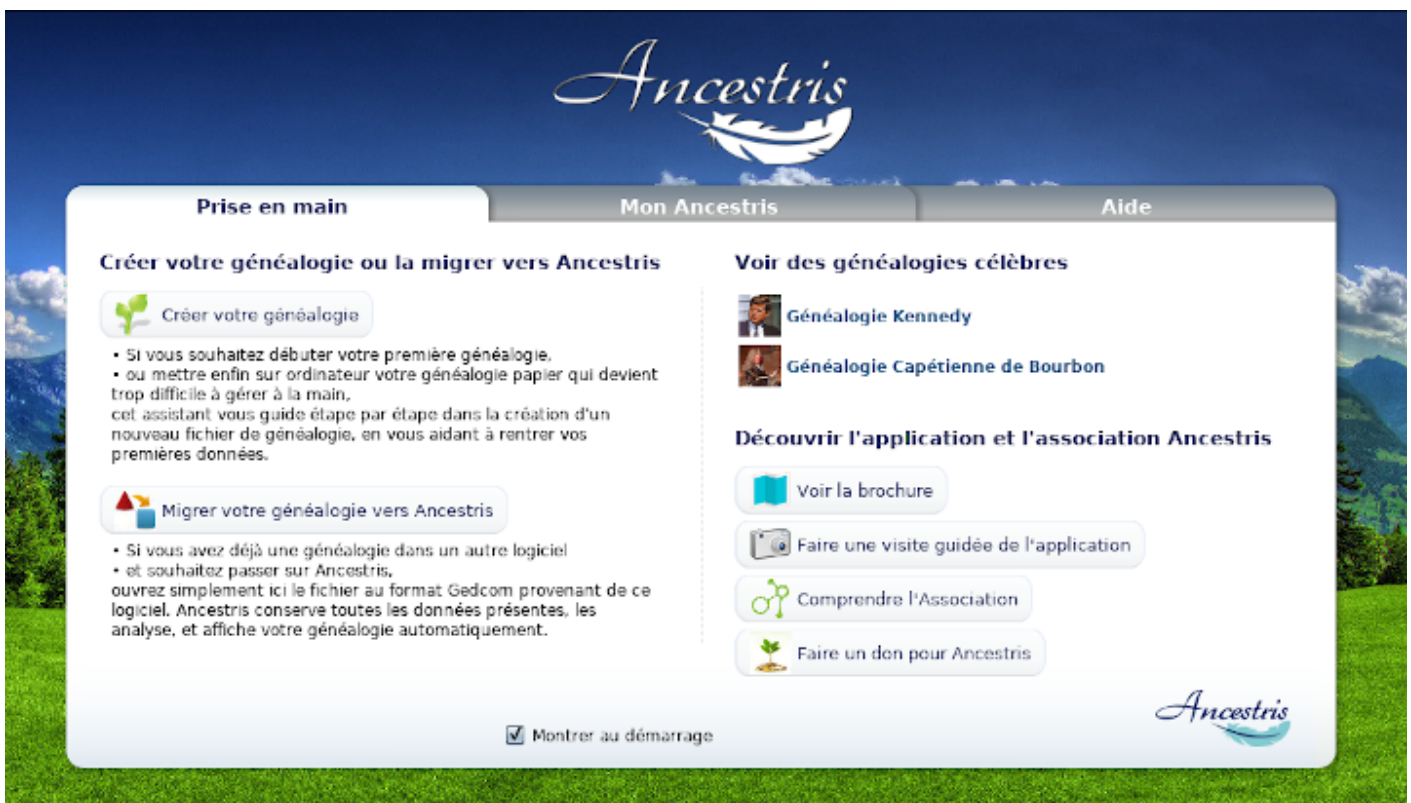 Ancestris
Prise en main
Mon Ancestris
Aide
Créer votre généalogie ou la migrer vers Ancestris
Créer votre généalogie
• Si vous souhaitez débuter votre première généalogie,
• ou mettre enfin sur ordinateur votre généalogie papier qui devient
trop difficile à gérer à la main,
cet assistant vous guide étape par étape dans la création d'un
nouveau fichier de généalogie, en vous aidant à rentrer vos
premières données.
Migrer votre généalogie vers Ancestris
• Si vous avez déjà une généalogie dans un autre logiciel
• et souhaitez passer sur Ancestris,
ouvrez simplement ici le fichier au format Gedcom provenant de ce
logiciel. Ancestris conserve toutes les données présentes, les
analyse, et affiche votre généalogie automatiquement.
Voir des généalogies célèbres
Généalogie Kennedy
Généalogie Capétienne de Bourbon
Découvrir l'application et l'association Ancestris
Voir la brochure
Faire une visite guidée de l'application
Comprendre l'Association
Faire un don pour Ancestris
Ancestris
Montrer au démarrage